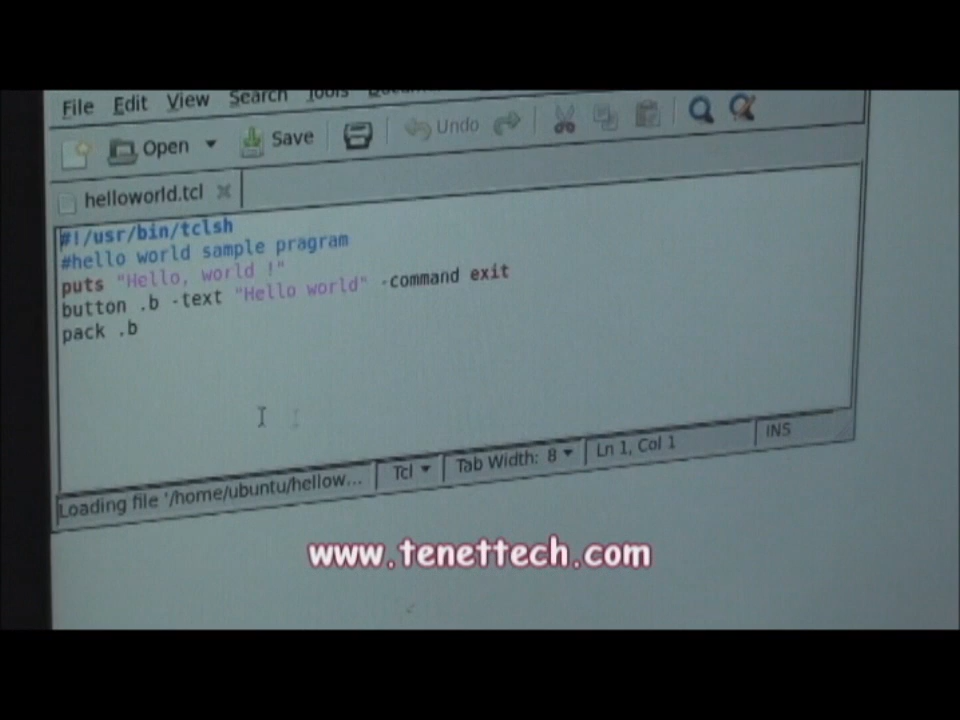 File Edit View Search Tools
Open Save Undo
helloworld.tcl
#!/usr/bin/tclsh
#hello world sample pragram
puts "Hello, world !"
button .b -text "Hello world" -command exit
pack .b
Loading file '/home/ubuntu/hellow... Tcl Tab Width: 8 Ln 1, Col 1 INS
www.tenettech.com